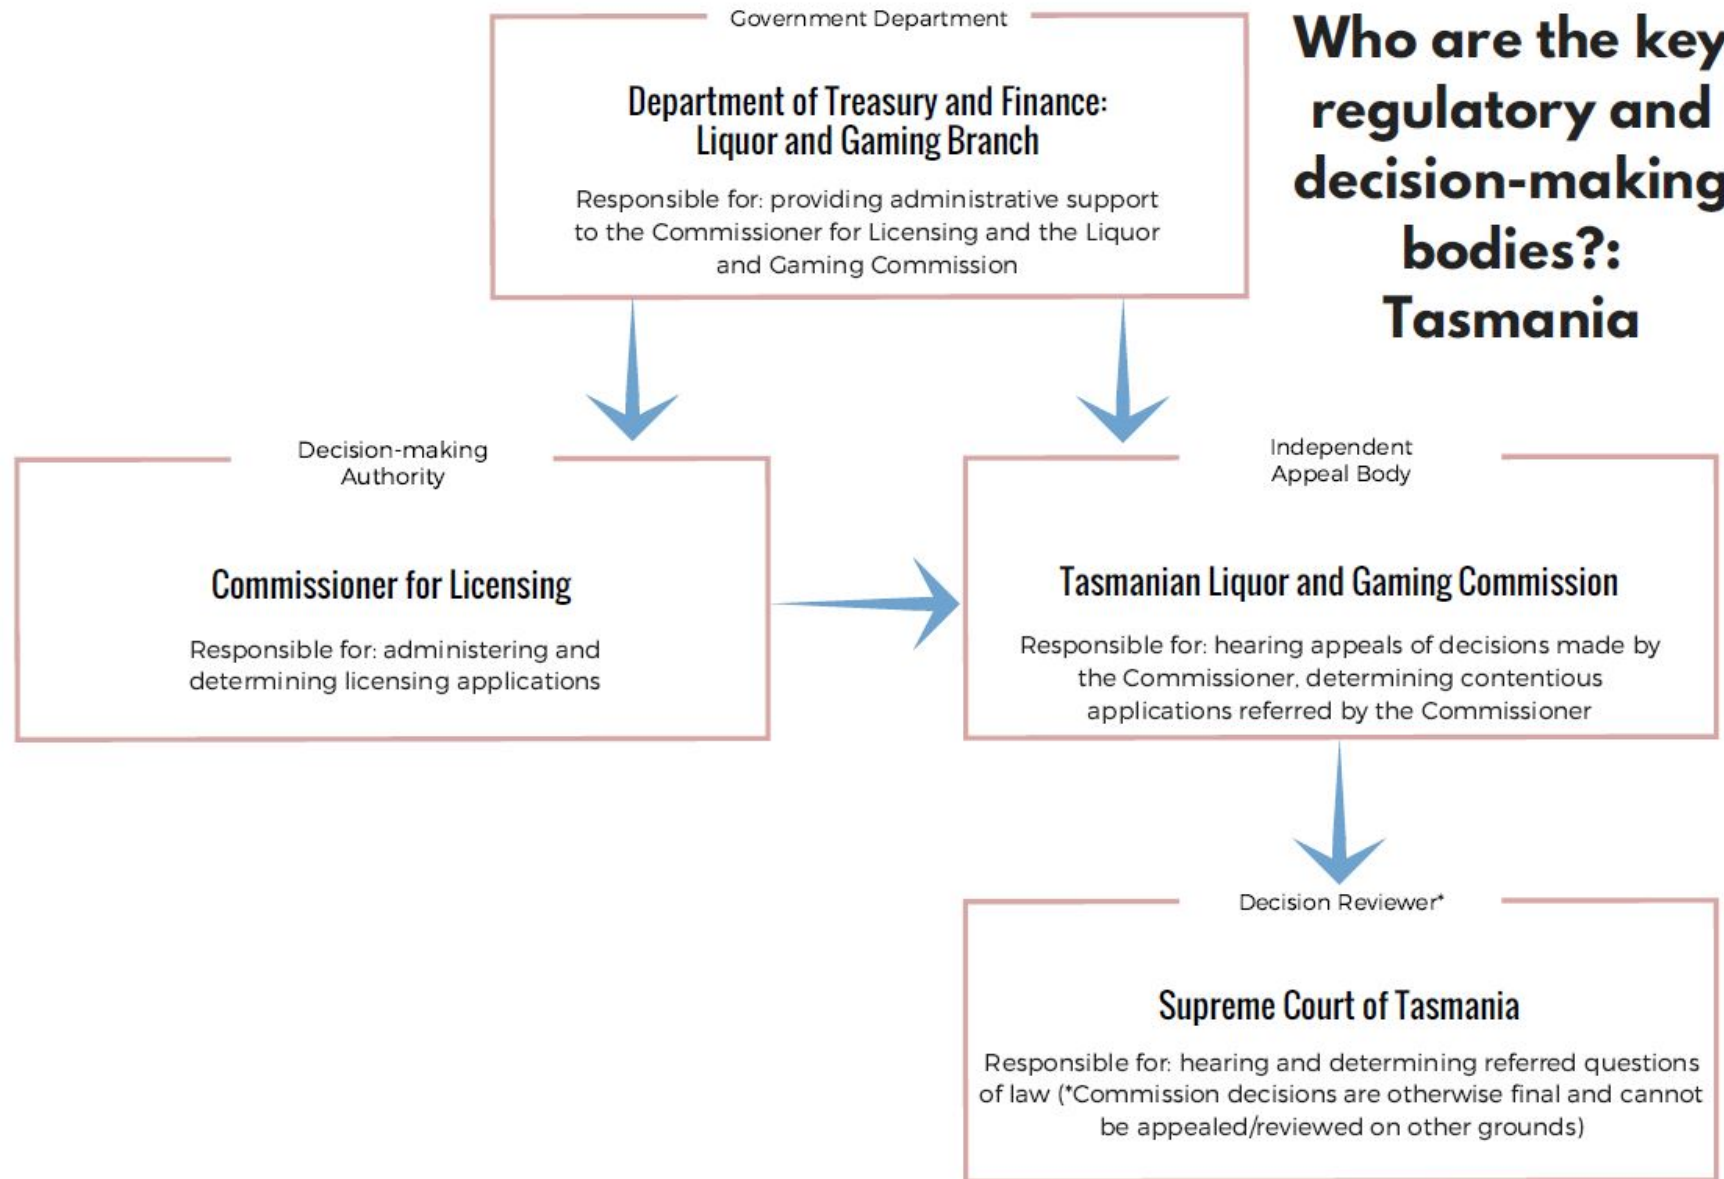 Who are the key
regulatory and
decision-making
bodies?:
Tasmania
Government Department
Department of Treasury and Finance:
Liquor and Gaming Branch
Responsible for: providing administrative support
to the Commissioner for Licensing and the Liquor
and Gaming Commission
Decision-making
Authority
Commissioner for Licensing
Responsible for: administering and
determining licensing applications
Independent
Appeal Body
Tasmanian Liquor and Gaming Commission
Responsible for: hearing appeals of decisions made by
the Commissioner, determining contentious
applications referred by the Commissioner
Decision Reviewer*
Supreme Court of Tasmania
Responsible for: hearing and determining referred questions
of law (*Commission decisions are otherwise final and cannot
be appealed/reviewed on other grounds)